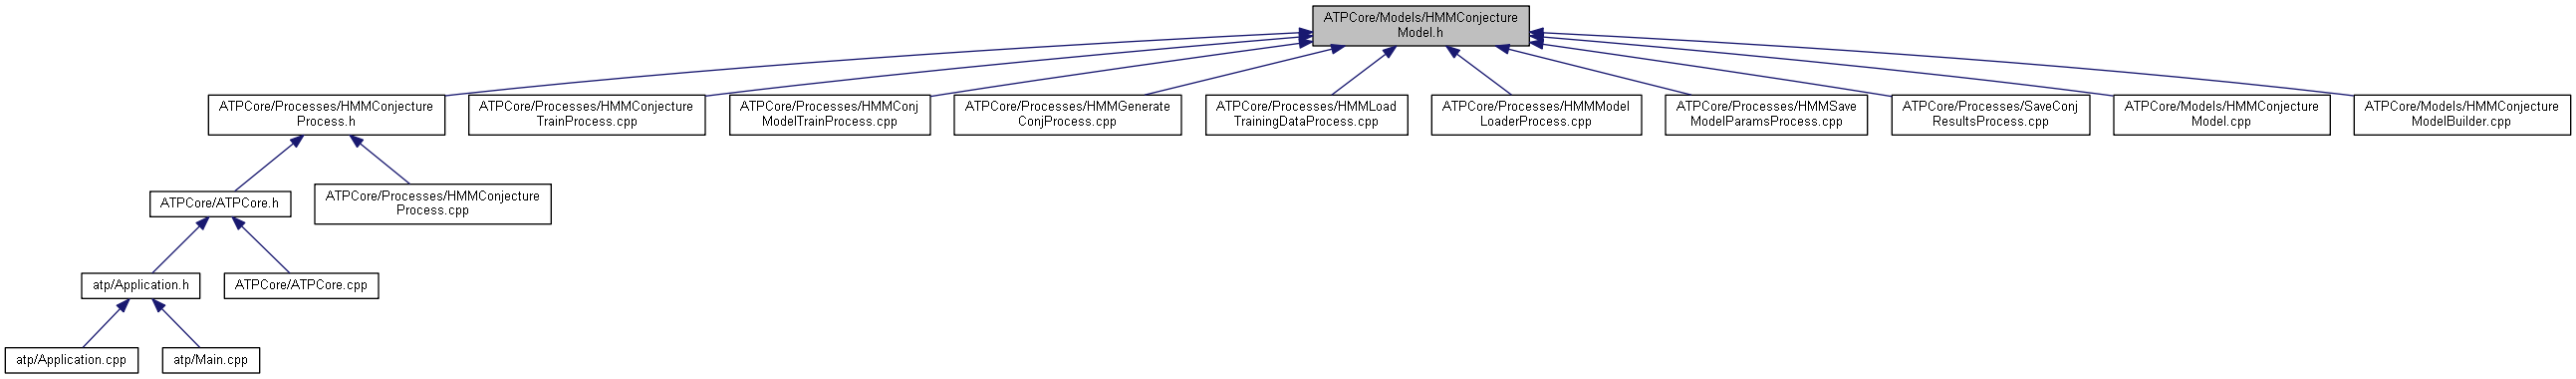 ATPCore/Models/HMMConjecture
Model.h
ATPCore/Processes/HMMConjecture
Process.h
ATPCore/Processes/HMMConjecture
TrainProcess.cpp
ATPCore/Processes/HMMConj
ModelTrainProcess.cpp
ATPCore/Processes/HMMGenerate
ConjProcess.cpp
ATPCore/Processes/HMMLoad
TrainingDataProcess.cpp
ATPCore/Processes/HMMModel
LoaderProcess.cpp
ATPCore/Processes/HMMSave
ModelParamsProcess.cpp
ATPCore/Processes/SaveConj
ResultsProcess.cpp
ATPCore/Models/HMMConjecture
Model.cpp
ATPCore/Models/HMMConjecture
ModelBuilder.cpp
ATPCore/ATPCore.h
ATPCore/Processes/HMMConjecture
Process.cpp
atp/Application.h
ATPCore/ATPCore.cpp
atp/Application.cpp
atp/Main.cpp